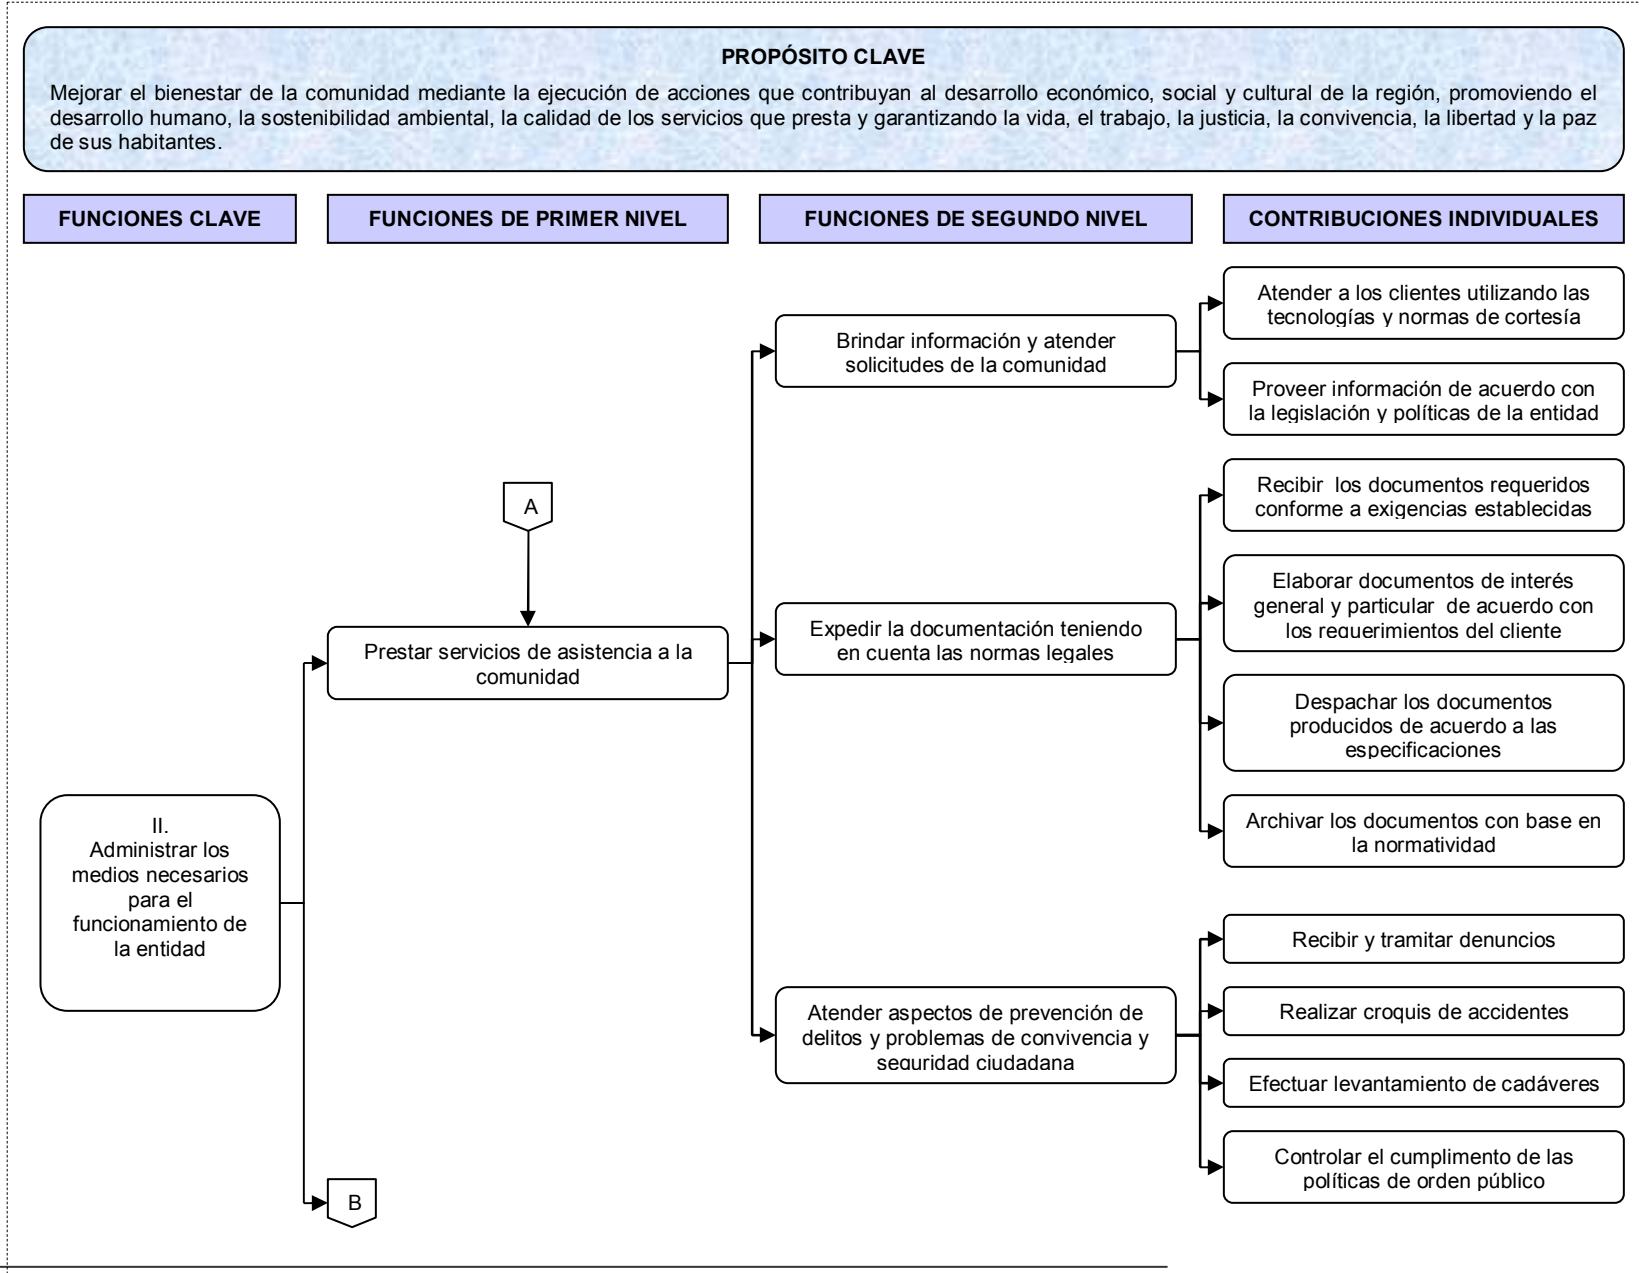 PROPÓSITO CLAVE
Mejorar el bienestar de la comunidad mediante la ejecución de acciones que contribuyan al desarrollo económico, social y cultural de la región, promoviendo el
desarrollo humano, la sostenibilidad ambiental, la calidad de los servicios que presta y garantizando la vida, el trabajo, la justicia, la convivencia, la libertad y la paz
de sus habitantes.
FUNCIONES CLAVE
FUNCIONES DE PRIMER NIVEL
FUNCIONES DE SEGUNDO NIVEL
CONTRIBUCIONES INDIVIDUALES
II.
Administrar los
medios necesarios
para el
funcionamiento de
la entidad
A
Prestar servicios de asistencia a la
comunidad
B
Brindar información y atender
solicitudes de la comunidad
Atender a los clientes utilizando las
tecnologías y normas de cortesía
Proveer información de acuerdo con
la legislación y políticas de la entidad
Expedir la documentación teniendo
en cuenta las normas legales
Recibir los documentos requeridos
conforme a exigencias establecidas
Elaborar documentos de interés
general y particular de acuerdo con
los requerimientos del cliente
Despachar los documentos
producidos de acuerdo a las
especificaciones
Archivar los documentos con base en
la normatividad
Atender aspectos de prevención de
delitos y problemas de convivencia y
seguridad ciudadana
Recibir y tramitar denuncios
Realizar croquis de accidentes
Efectuar levantamiento de cadáveres
Controlar el cumplimento de las
políticas de orden público